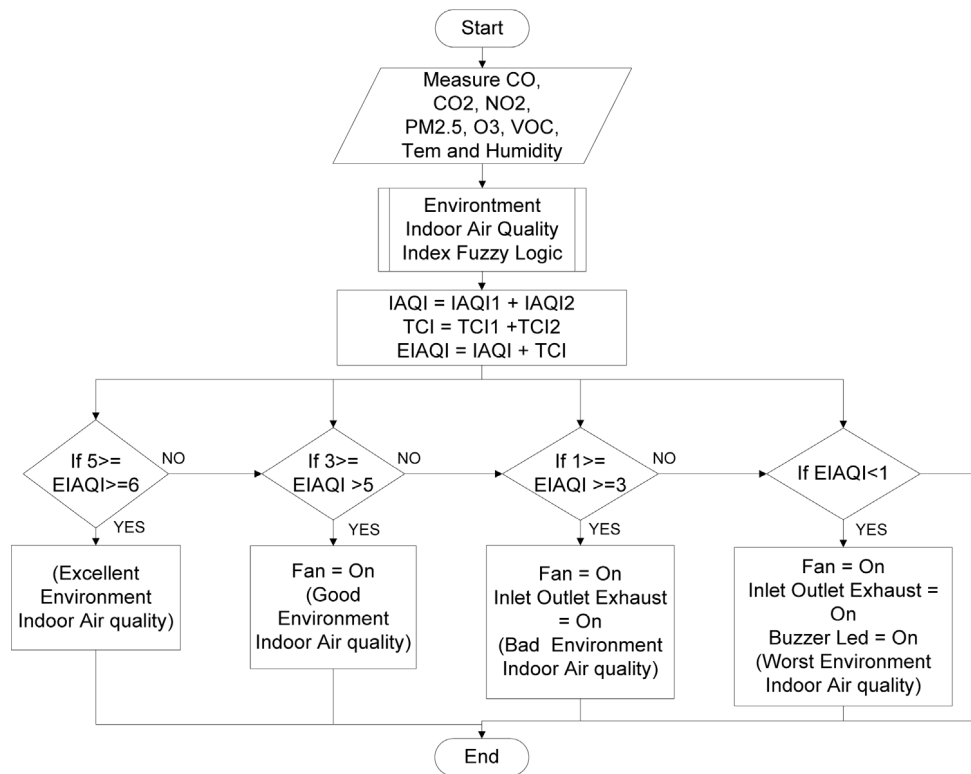 Start
Measure CO,
CO2, NO2,
PM2.5, O3, VOC,
Tem and Humidity
Environtment
Indoor Air Quality
Index Fuzzy Logic
IAQI = IAQI1 + IAQI2
TCI = TCI1 +TCI2
EIAQI = IAQI + TCI
If 5>=
EIAQI>=6
NO
YES
If 3>=
EIAQI >5
NO
YES
If 1>=
EIAQI >=3
NO
YES
If EIAQI<1
YES
(Excellent
Environment
Indoor Air quality)
Fan = On
(Good
Environment
Indoor Air quality)
Fan = On
Inlet Outlet Exhaust
= On
(Bad Environment
Indoor Air quality)
Fan = On
Inlet Outlet Exhaust =
On
Buzzer Led = On
(Worst Environment
Indoor Air quality)
End